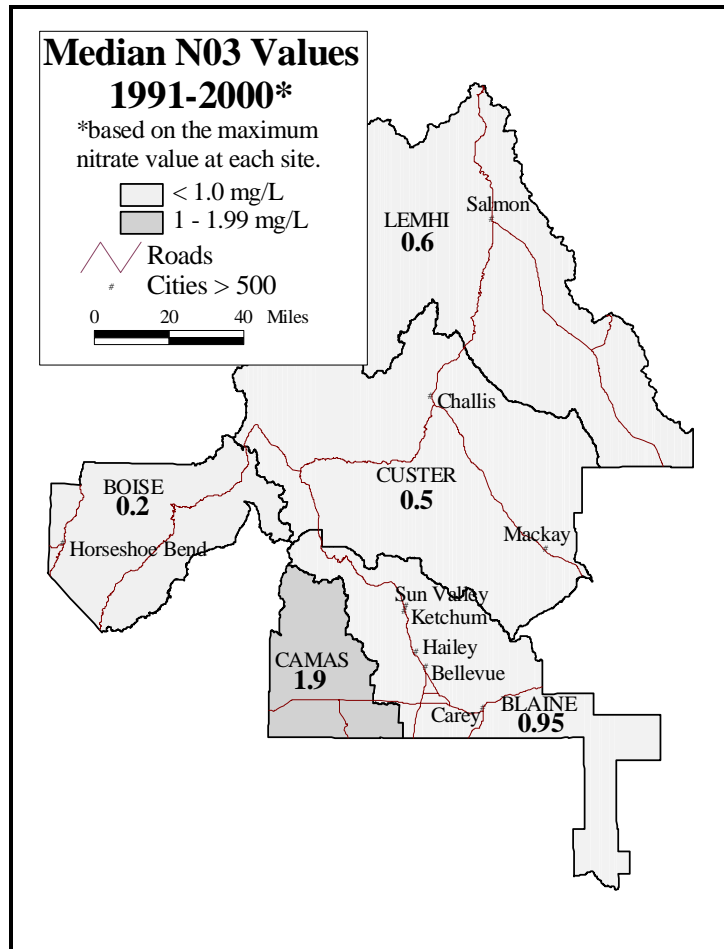 Median N03 Values
1991-2000*
*based on the maximum
nitrate value at each site.
< 1.0 mg/L
1 - 1.99 mg/L
Roads
# Cities > 500
0 20 40 Miles
Salmon
LEMHI
0.6
Challis
CUSTER
0.5
BOISE
0.2
Horseshoe Bend
Mackay
Sun Valley
Ketchum
Hailey
CAMAS
1.9
Bellevue
Carey
BLAINE
0.95